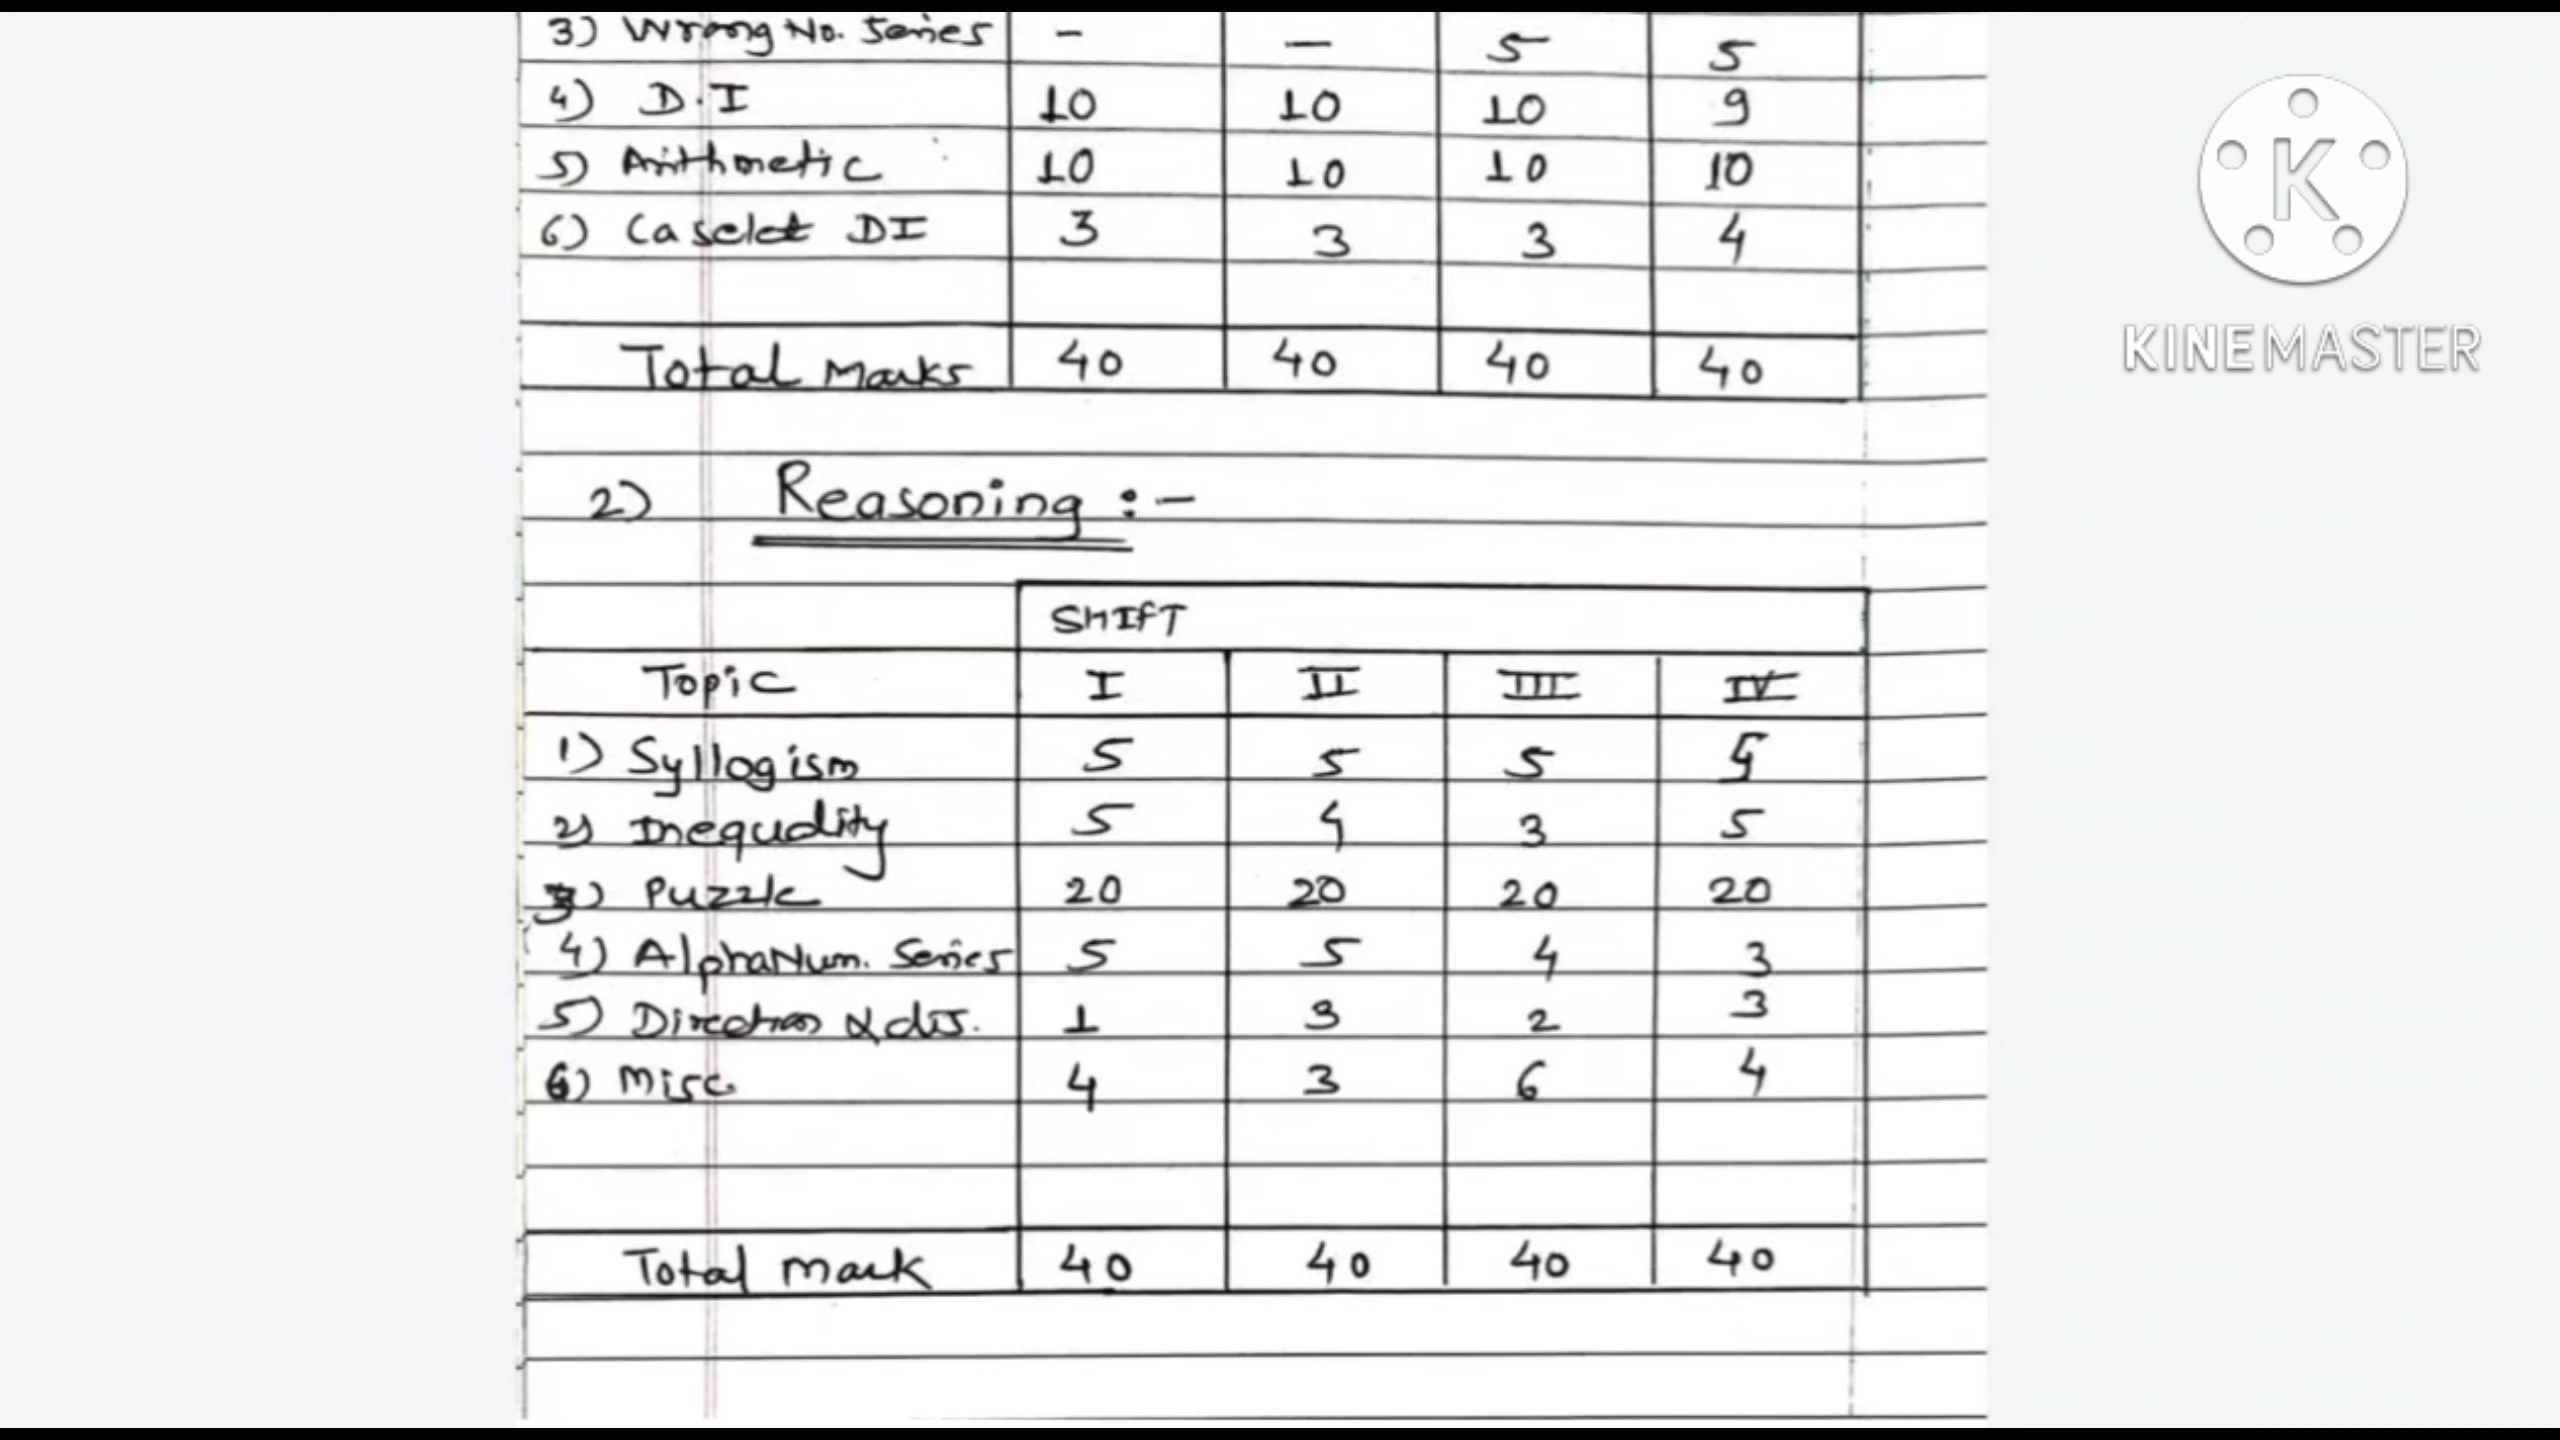 3) Wrong No. Series - - 5 5
4) D.I 10 10 10 9
5) Arithmetic 10 10 10 10
6) Caselet DI 3 3 3 4
Total Marks 40 40 40 40
2) Reasoning :-
SHIFT
Topic I II III IV
1) Syllogism 5 5 5 5
2) Inequality 5 4 3 5
3) Puzzle 20 20 20 20
4) AlphaNum. Series 5 5 4 3
5) Direction & dis. 1 3 2 3
6) Misc. 4 3 6 4
Total mark 40 40 40 40
K
KINEMASTER